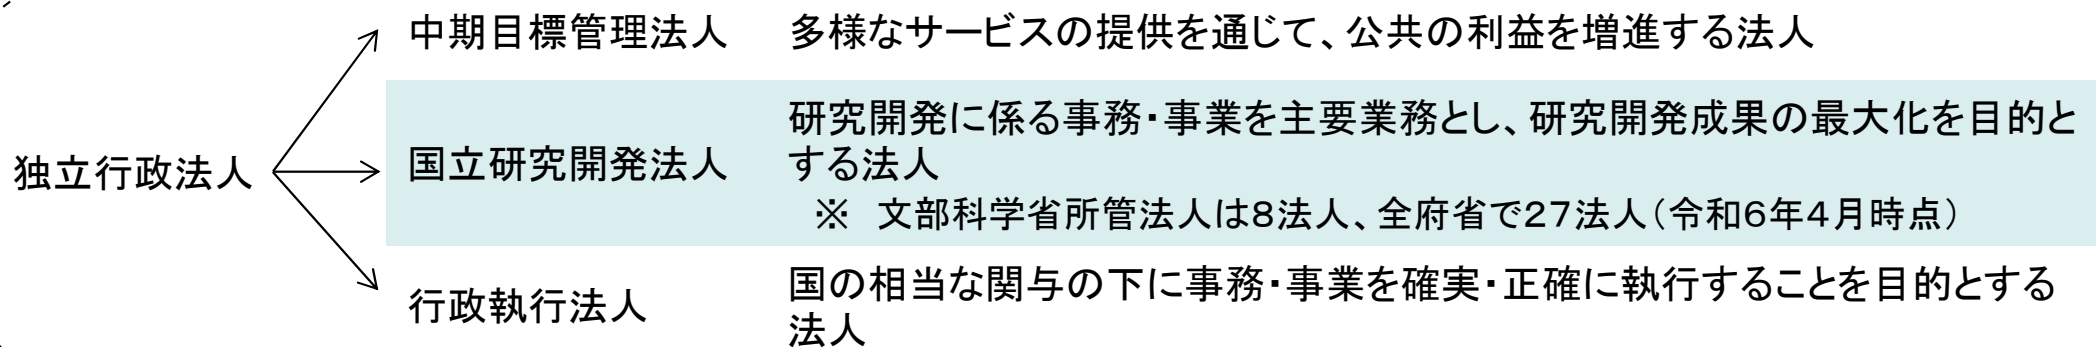 中期目標管理法人 多様なサービスの提供を通じて、公共の利益を増進する法人
独立行政法人
国立研究開発法人
研究開発に係る事務・事業を主要業務とし、研究開発成果の最大化を目的と
する法人
※ 文部科学省所管法人は8法人、全府省で27法人(令和6年4月時点)
行政執行法人
国の相当な関与の下に事務・事業を確実・正確に執行することを目的とする
法人